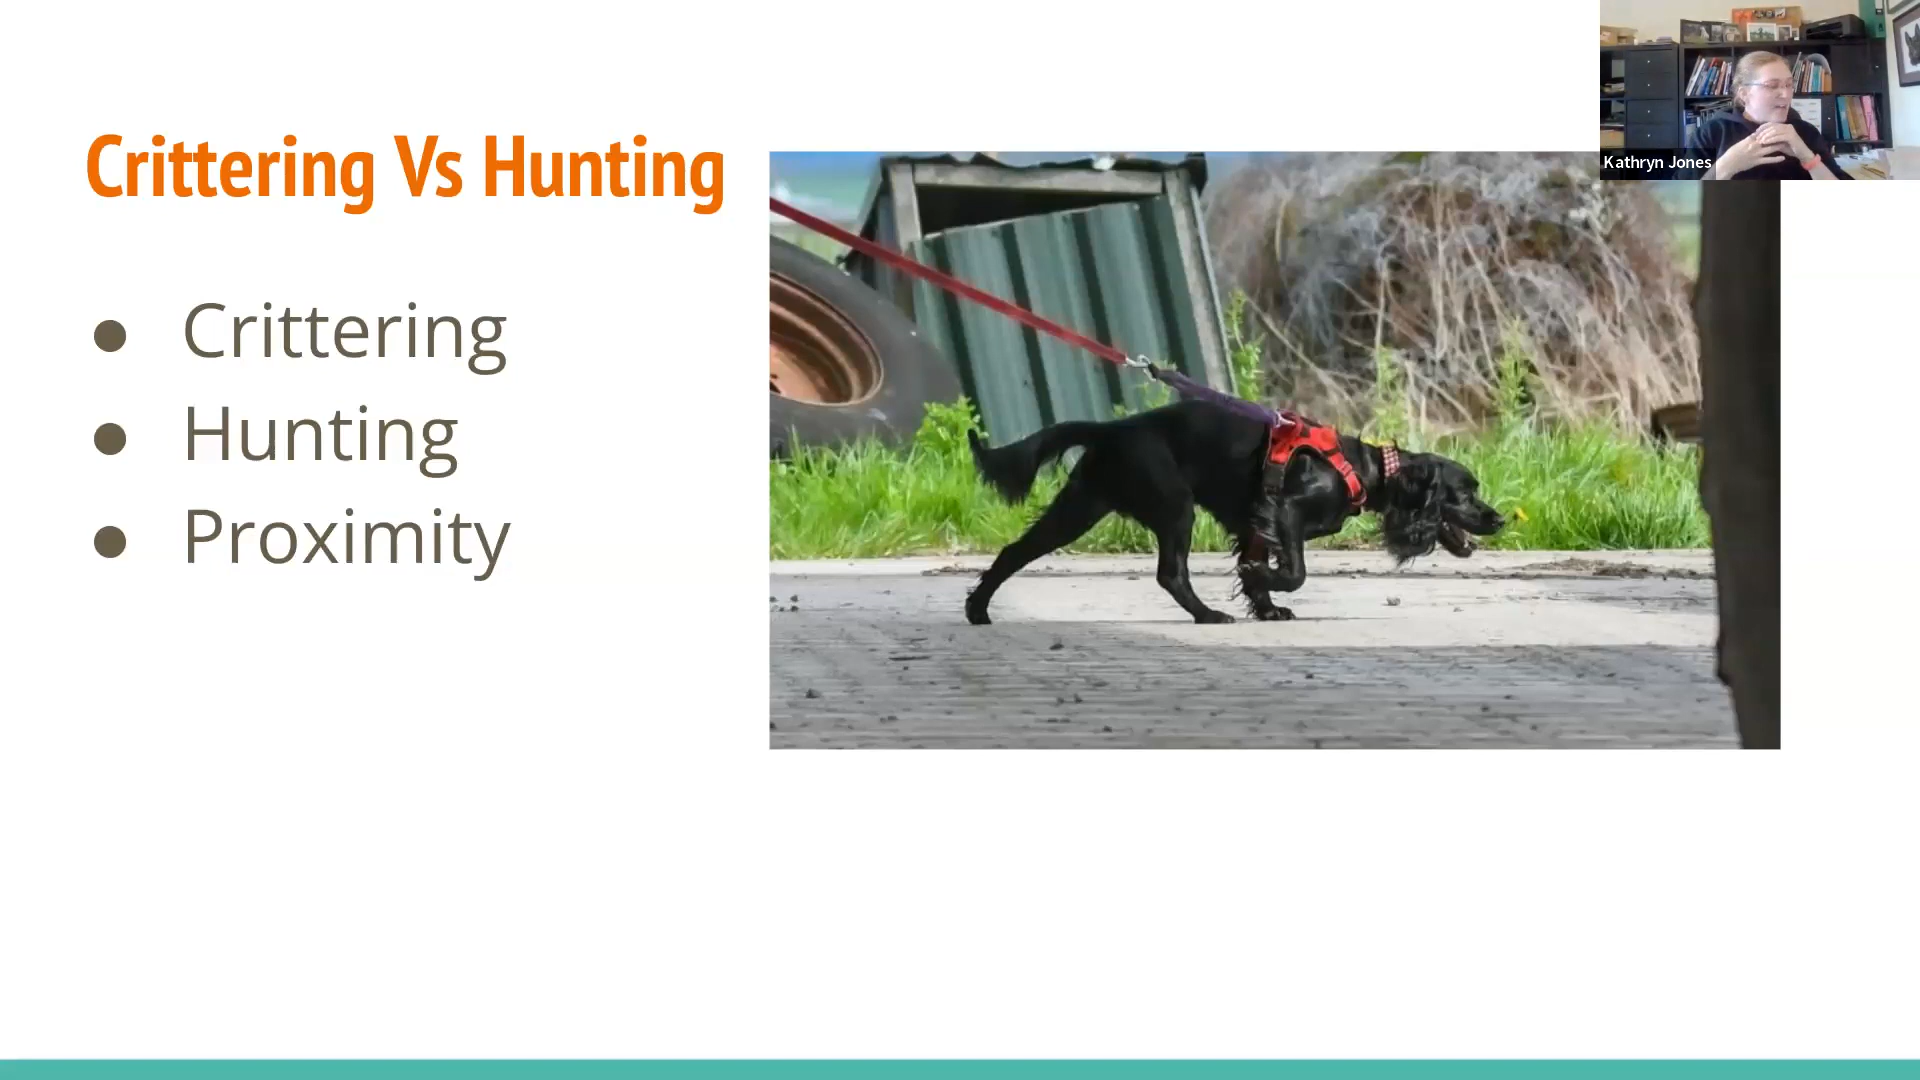 Crittering Vs Hunting
● Crittering
● Hunting
● Proximity
Kathryn Jones